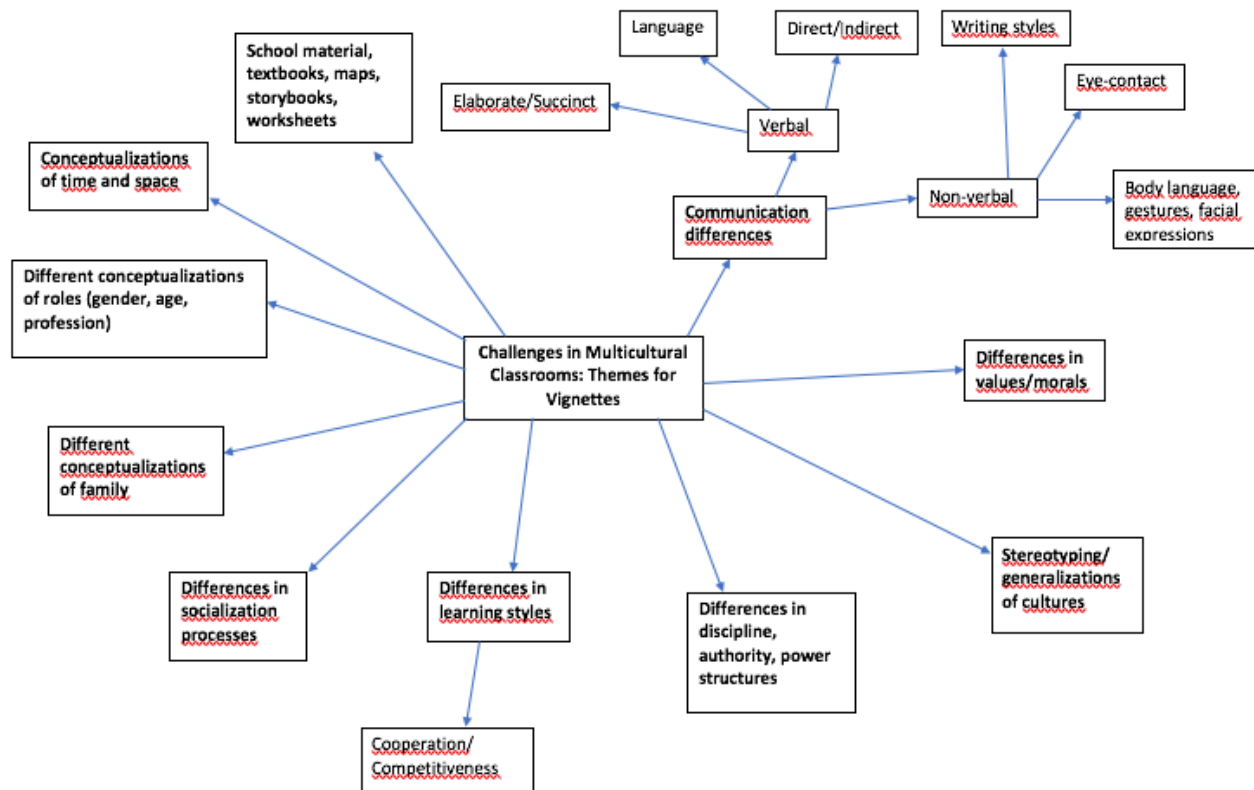 Language
Direct/Indirect
Writing styles
School material,
textbooks, maps,
storybooks,
worksheets
Elaborate/Succinct
Verbal
Eye-contact
Conceptualizations
of time and space
Communication
differences
Non-verbal
Body language,
gestures, facial
expressions
Different conceptualizations
of roles (gender, age,
profession)
Challenges in Multicultural
Classrooms: Themes for
Vignettes
Differences in
values/morals
Different
conceptualizations
of family
Stereotyping/
generalizations
of cultures
Differences in
socialization
processes
Differences in
learning styles
Differences in
discipline,
authority, power
structures
Cooperation/
Competitiveness